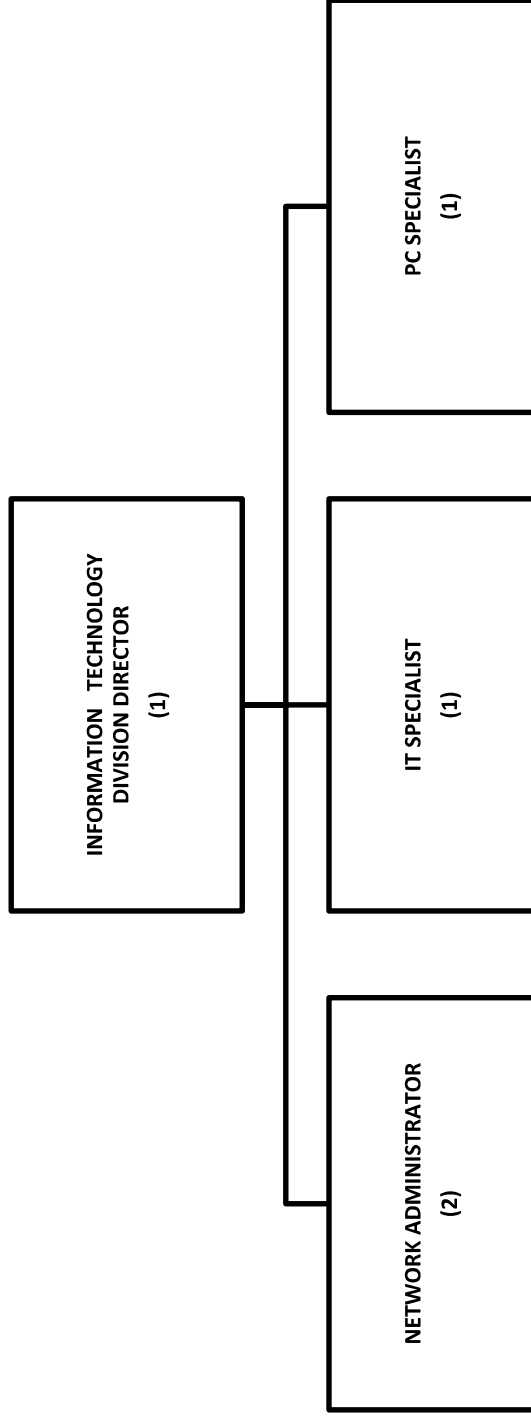 INFORMATION TECHNOLOGY
DIVISION DIRECTOR
(1)
NETWORK ADMINISTRATOR
(2)
IT SPECIALIST
(1)
PC SPECIALIST
(1)